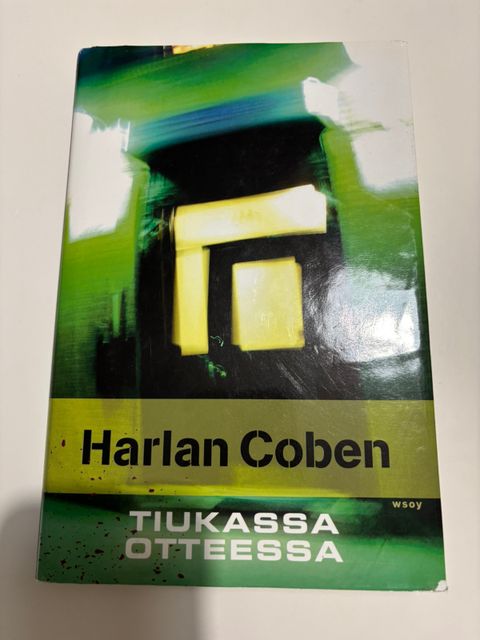 Harlan Coben
wsoy
TIUKASSA
OTTEESSA